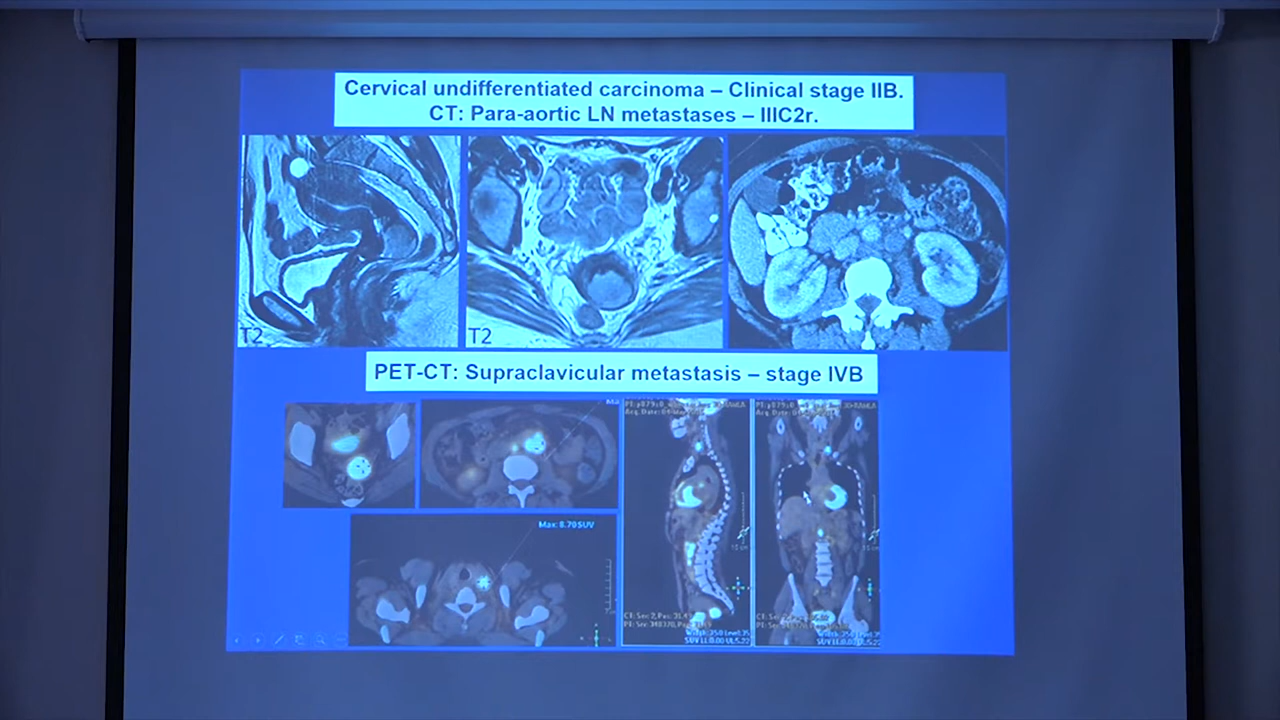 Cervical undifferentiated carcinoma – Clinical stage IIB.
CT: Para-aortic LN metastases – IIIC2r.
T2
T2
PET-CT: Supraclavicular metastasis – stage IVB
Max: 8.70SUV